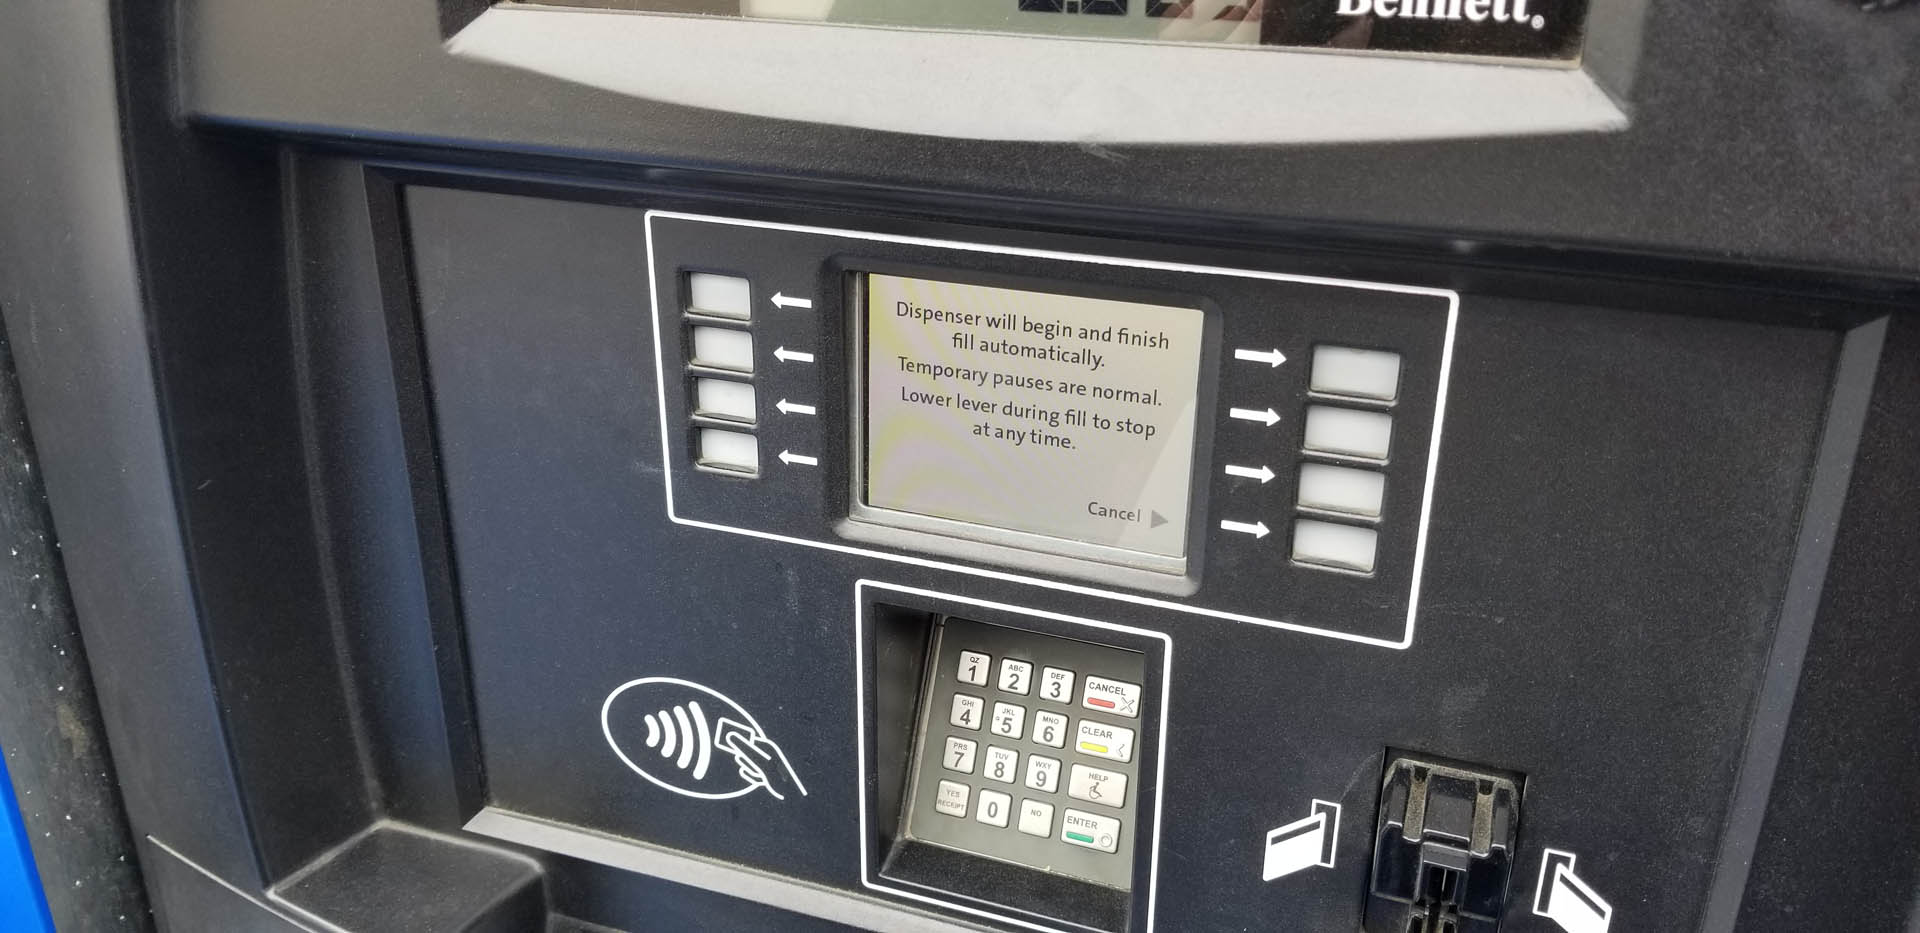 Bennett®
Dispenser will begin and finish
fill automatically.
Temporary pauses are normal.
Lower lever during fill to stop
at any time.
Cancel
QZ 1 ABC 2 DEF 3 CANCEL
GHI 4 JKL 5 MNO 6 CLEAR
PRS 7 TUV 8 WXY 9 HELP
YES RECEIPT 0 NO ENTER